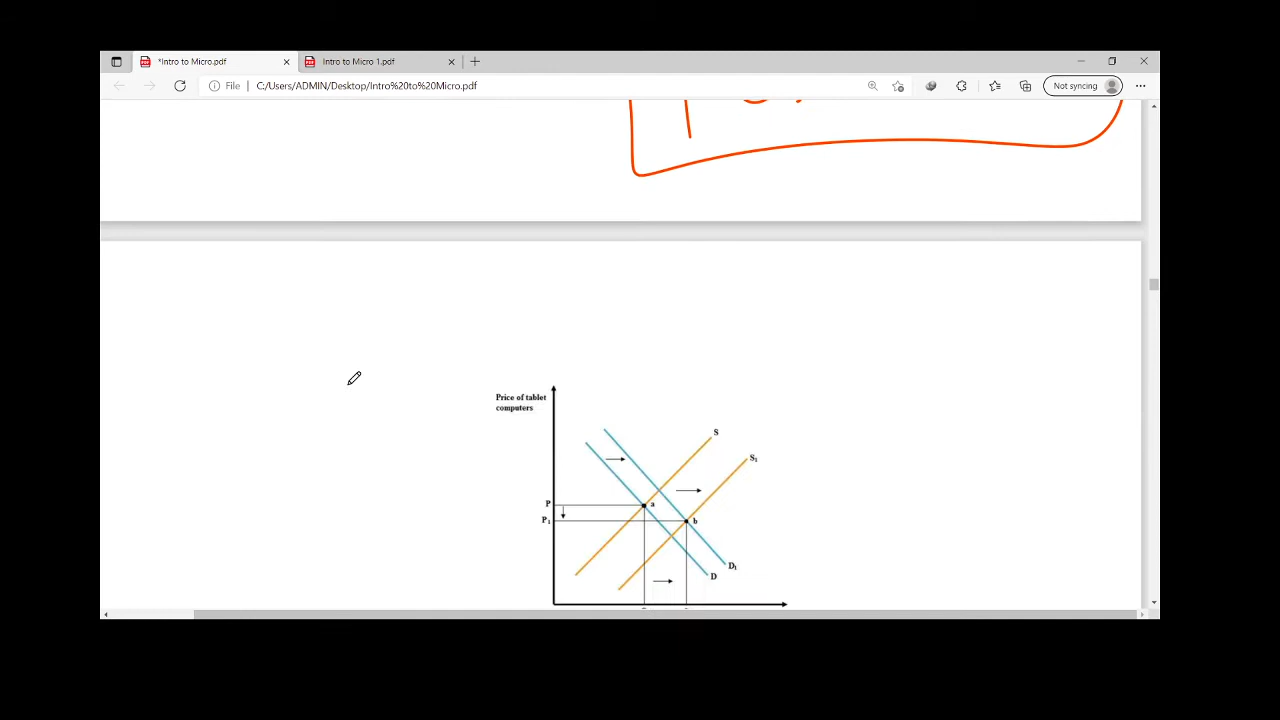 *Intro to Micro.pdf
Intro to Micro 1.pdf
File
C:/Users/ADMIN/Desktop/Intro%20to%20Micro.pdf
Not syncing
Price of tablet
computers
S
S₁
P
a
P₁
b
D₁
D